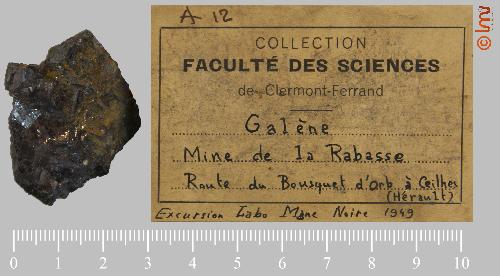 A 12
COLLECTION
FACULTÉ DES SCIENCES
de Clermont-Ferrand
Galène
Mine de la Rabasse
Route du Bousquet d'orb à Ceilhes
(Hérault)
Excursion Labo Mgne Noire 1949
© lmv
0 1 2 3 4 5 6 7 8 9 10